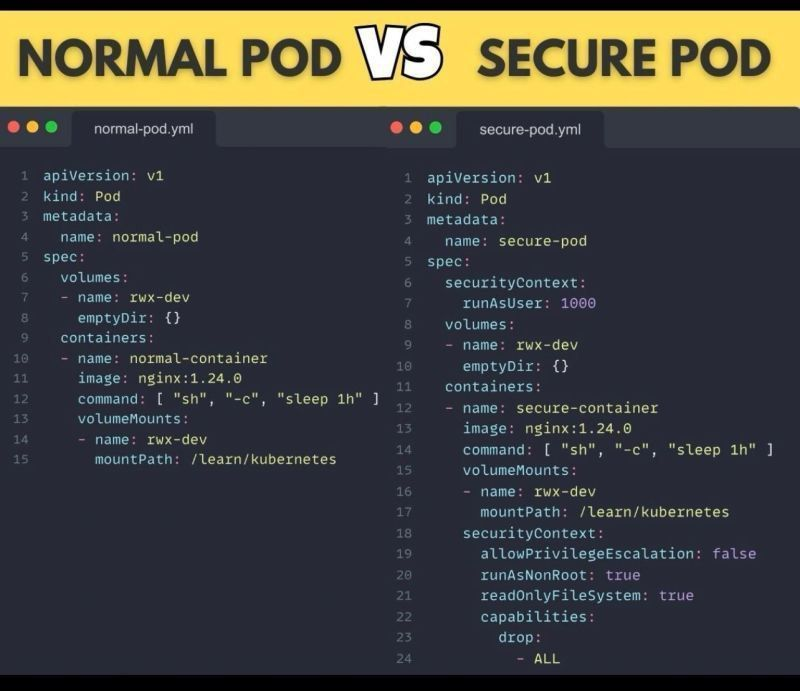 NORMAL POD VS SECURE POD
normal-pod.yml
1 apiVersion: v1
2 kind: Pod
3 metadata:
4   name: normal-pod
5 spec:
6   volumes:
7   - name: rwx-dev
8     emptyDir: {}
9   containers:
10   - name: normal-container
11     image: nginx:1.24.0
12     command: [ "sh", "-c", "sleep 1h" ]
13     volumeMounts:
14     - name: rwx-dev
15       mountPath: /learn/kubernetes
secure-pod.yml
1 apiVersion: v1
2 kind: Pod
3 metadata:
4   name: secure-pod
5 spec:
6   securityContext:
7     runAsUser: 1000
8   volumes:
9   - name: rwx-dev
10     emptyDir: {}
11   containers:
12   - name: secure-container
13     image: nginx:1.24.0
14     command: [ "sh", "-c", "sleep 1h" ]
15     volumeMounts:
16     - name: rwx-dev
17       mountPath: /learn/kubernetes
18     securityContext:
19       allowPrivilegeEscalation: false
20       runAsNonRoot: true
21       readOnlyFileSystem: true
22       capabilities:
23         drop:
24           - ALL